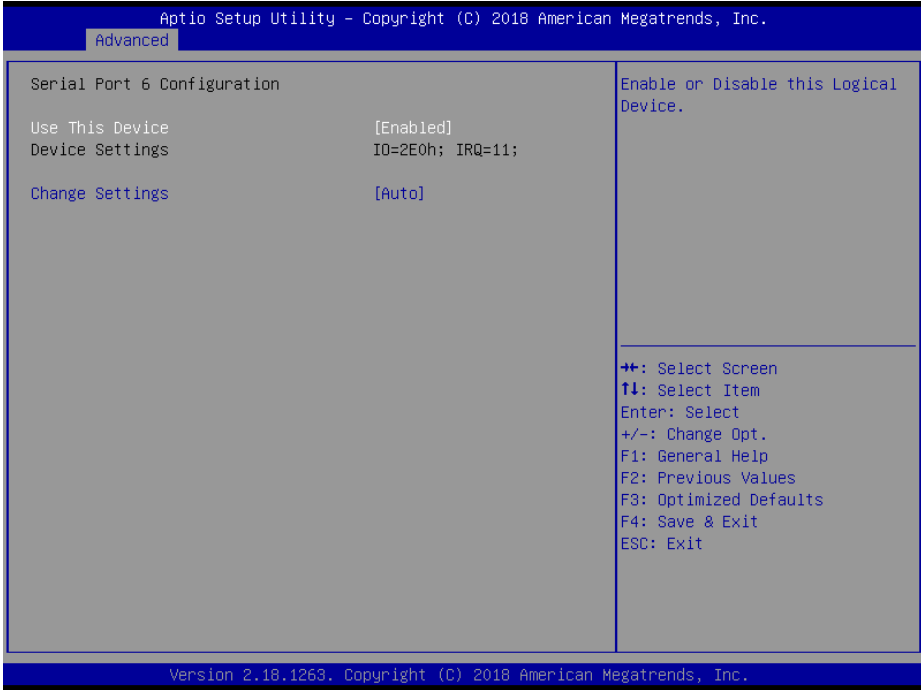 Aptio Setup Utility – Copyright (C) 2018 American Megatrends, Inc.
Advanced
Serial Port 6 Configuration
Use This Device [Enabled]
Device Settings IO=2E0h; IRQ=11;
Change Settings [Auto]
Enable or Disable this Logical
Device.
→←: Select Screen
↑↓: Select Item
Enter: Select
+/-: Change Opt.
F1: General Help
F2: Previous Values
F3: Optimized Defaults
F4: Save & Exit
ESC: Exit
Version 2.18.1263. Copyright (C) 2018 American Megatrends, Inc.